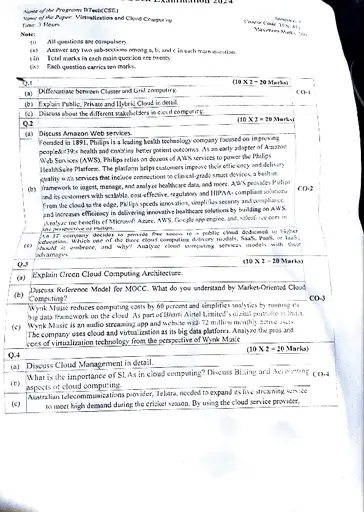 Examination 2024
Name of the Program: BTech(CSE)
Name of the Paper: Virtualization and Cloud Computing
Time: 3 Hours
Maximum Marks:
Note:
(i) All questions are compulsory.
(ii) Answer any two sub-sections among a, b, and c in each main question.
(iii) Total marks in each main question are twenty.
(iv) Each question carries ten marks.
Q.1 (10 X 2 = 20 Marks)
(a) Differentiate between Cluster and Grid computing. CO-1
(b) Explain Public, Private and Hybrid Cloud in detail.
(c) Discuss about the different stakeholders in cloud computing.
Q.2 (10 X 2 = 20 Marks)
(a) Discuss Amazon Web services.
Founded in 1891, Philips is a leading health technology company focused on improving
people&#39;s health and enabling better patient outcomes. As an early adopter of Amazon
Web Services (AWS), Philips relies on dozens of AWS services to power the Philips
HealthSuite Platform. The platform helps customers improve their efficiency and delivery
quality with services that include connections to clinical-grade smart devices, a built-in
(b) framework to ingest, manage, and analyze healthcare data, and more. AWS provides Philips CO-2
and its customers with scalable, cost-effective, regulatory and HIPAA- compliant solutions
From the cloud to the edge, Philips speeds innovation, simplifies security and compliance,
and increases efficiency in delivering innovative healthcare solutions by building on AWS.
Analyze the benefits of Microsoft Azure, AWS, Google app engine, and, salesforce.com in
the perspective of Philips.
An IT company decides to provide free access to a public cloud dedicated to higher
(c) education. Which one of the three cloud computing delivery models, SaaS, PaaS, or IaaS,
should it embrace, and why? Analyze cloud computing services models with their
advantages.
Q.3 (10 X 2 = 20 Marks)
(a) Explain Green Cloud Computing Architecture.
(b) Discuss Reference Model for MOCC. What do you understand by Market-Oriented Cloud
Computing? CO-3
Wynk Music reduces computing costs by 60 percent and simplifies analytics by running its
big data framework on the cloud. As part of Bharti Airtel Limited's digital portfolio in India,
(c) Wynk Music is an audio streaming app and website with 72 million monthly active users
The company uses cloud and virtualization as its big data platform. Analyze the pros and
cons of virtualization technology from the perspective of Wynk Music
Q.4 (10 X 2 = 20 Marks)
(a) Discuss Cloud Management in detail.
(b) What is the importance of SLAs in cloud computing? Discuss Billing and Accounting CO-4
aspects of cloud computing.
(c) Australian telecommunications provider, Telstra, needed to expand its live streaming service
to meet high demand during the cricket season. By using the cloud service provider,